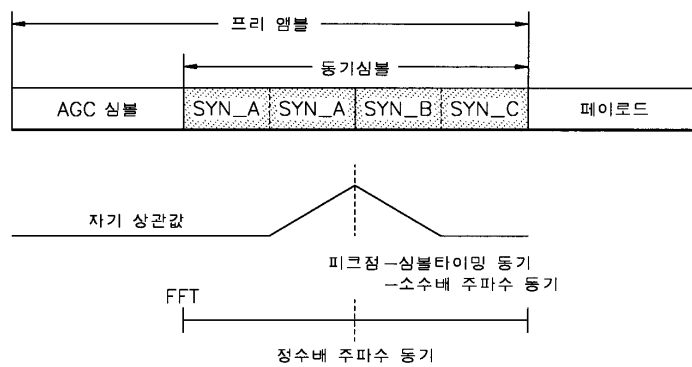 프리 앰블
동기심볼
AGC 심볼 SYN_A SYN_A SYN_B SYN_C 페이로드
자기 상관값
피크점 —심볼타이밍 동기
—소수배 주파수 동기
FFT
정수배 주파수 동기